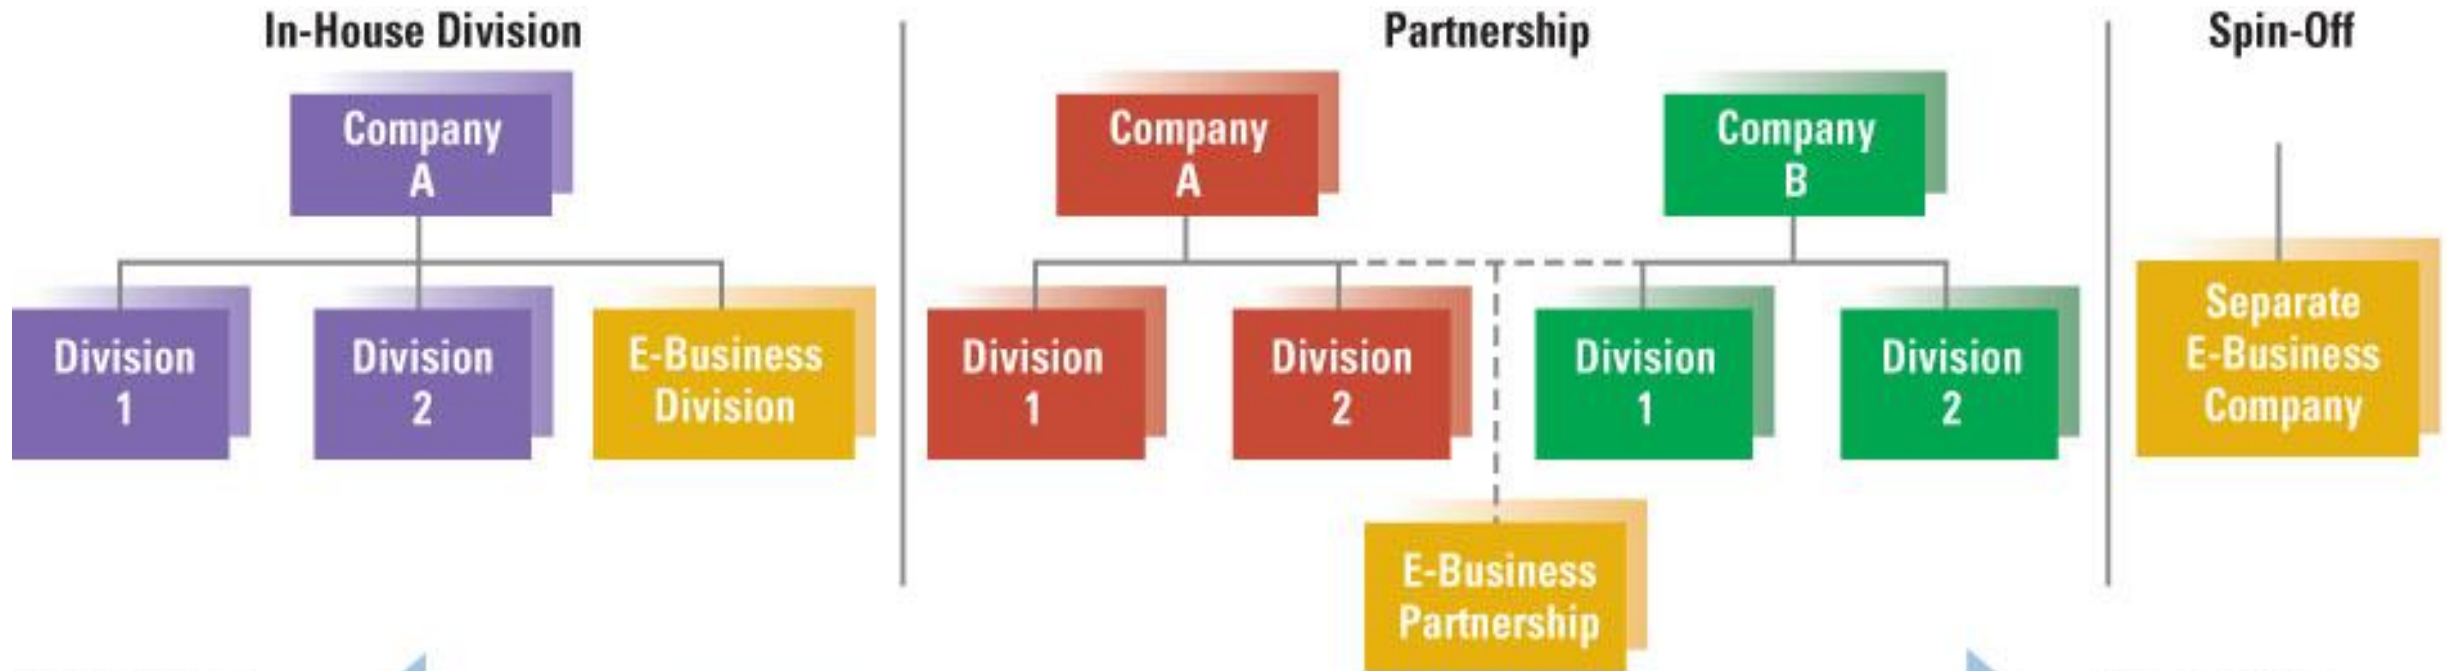 In-House Division
Company
A
Division
1
Division
2
E-Business
Division
Partnership
Company
A
Company
B
Division
1
Division
2
Division
1
Division
2
E-Business
Partnership
Spin-Off
Separate
E-Business
Company